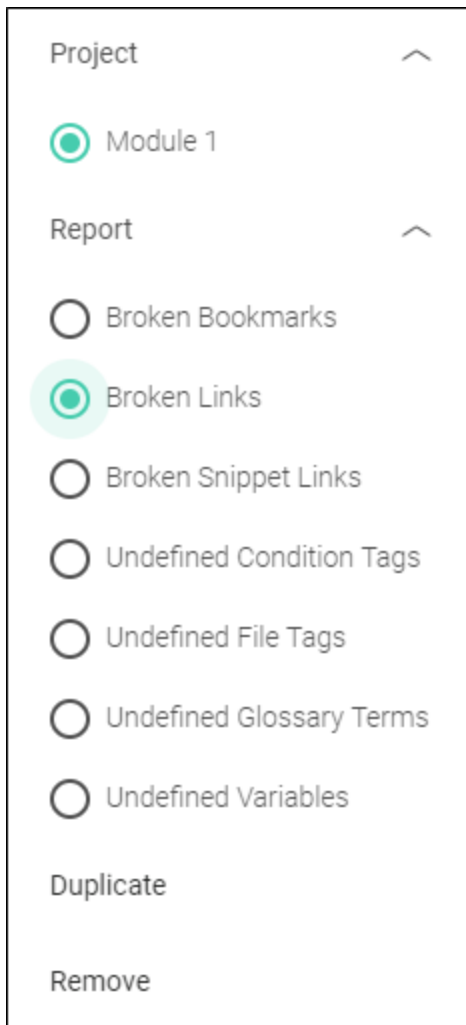 Project
Module 1
Report
Broken Bookmarks
Broken Links
Broken Snippet Links
Undefined Condition Tags
Undefined File Tags
Undefined Glossary Terms
Undefined Variables
Duplicate
Remove